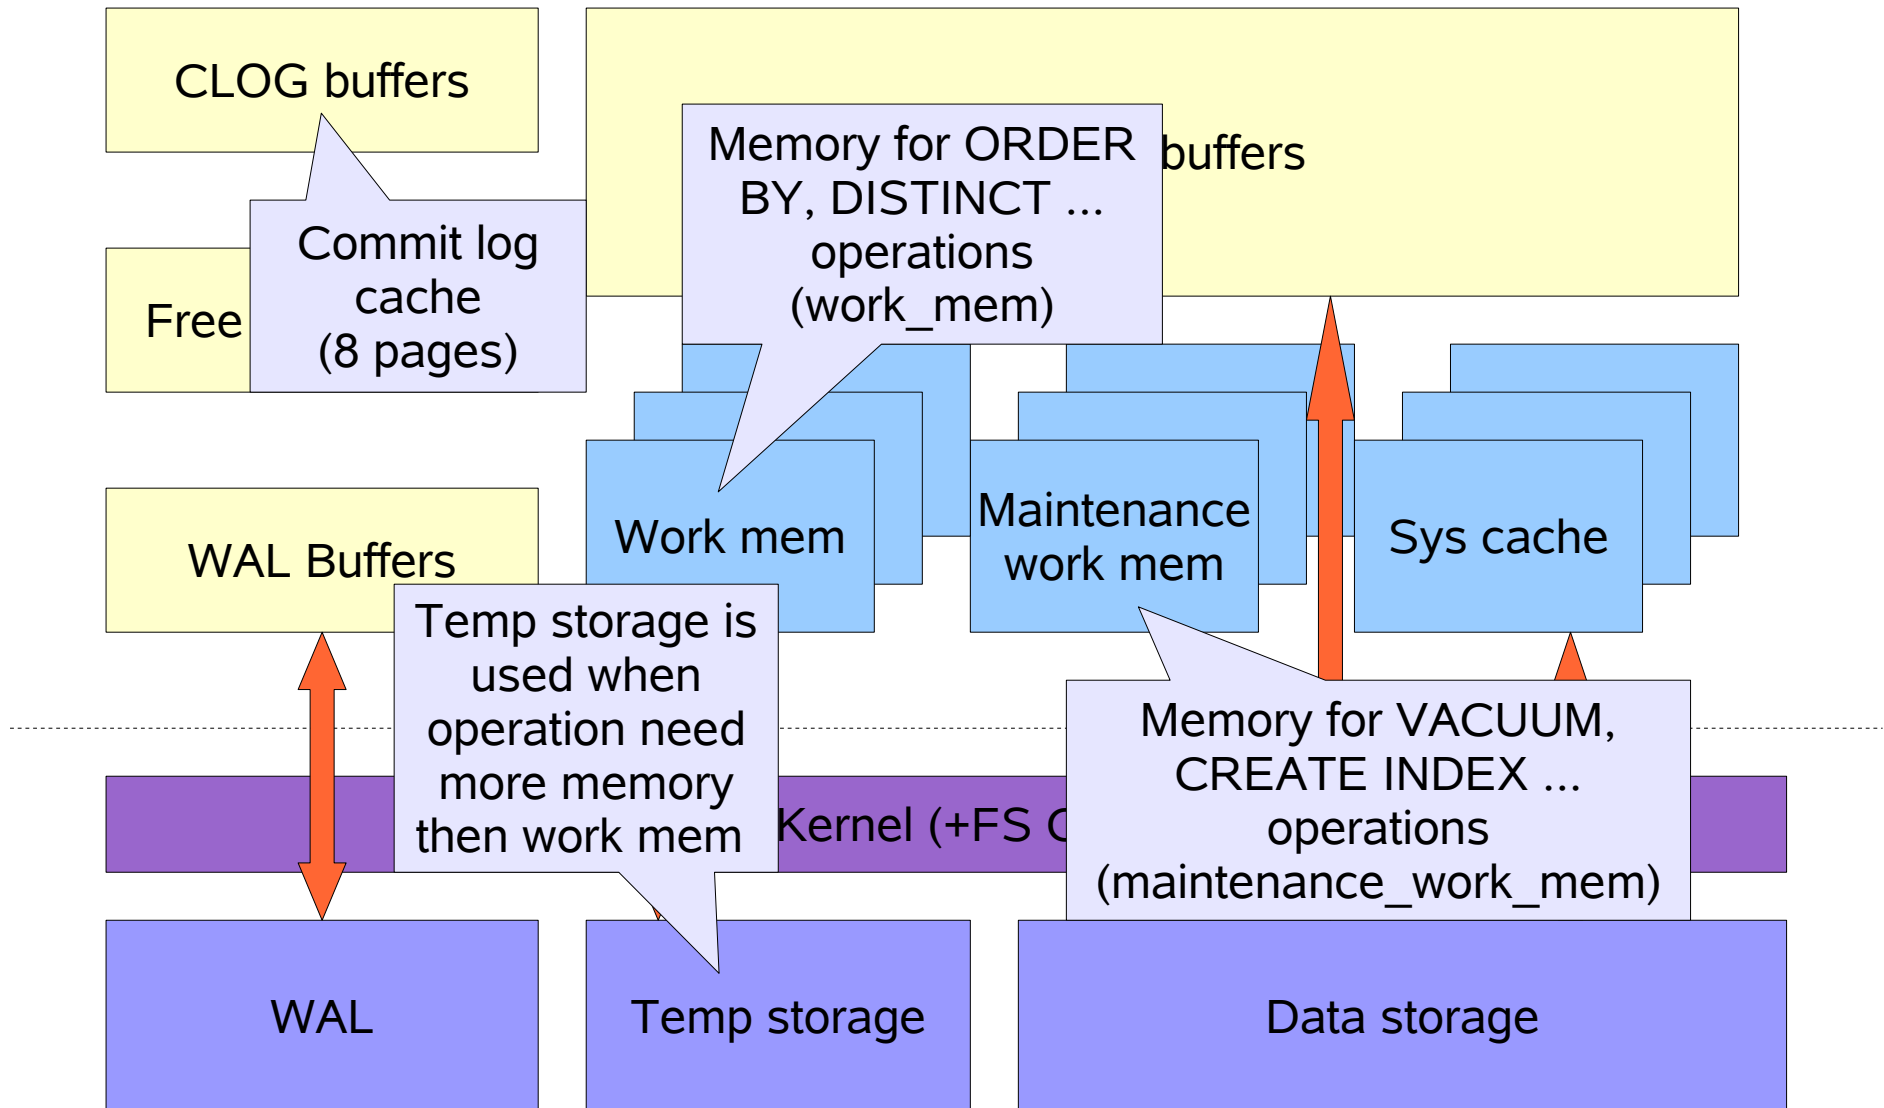 CLOG buffers
Memory for ORDER
BY, DISTINCT ...
operations
(work_mem)
buffers
Commit log
cache
(8 pages)
Free
Work mem
Maintenance
work mem
Sys cache
WAL Buffers
Temp storage is
used when
operation need
more memory
then work mem
Memory for VACUUM,
CREATE INDEX ...
operations
(maintenance_work_mem)
Kernel (+FS
WAL
Temp storage
Data storage